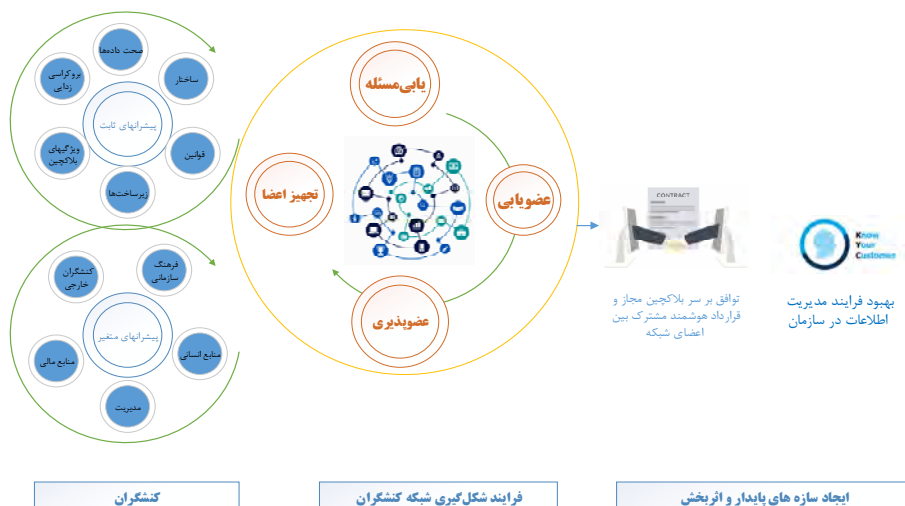 صحت داده‌ها
بروکراسی
زدایی
ساختار
پیشرانهای ثابت
ویژگیهای
بلاکچین
قوانین
زیرساخت‌ها
فرهنگ
سازمانی
کنشگران
خارجی
پیشرانهای متغیر
منابع انسانی
منابع مالی
مدیریت
یابی‌مسئله
عضویابی
تجهیز اعضا
عضوپذیری
CONTRACT
توافق بر سر بلاکچین مجاز و
قرارداد هوشمند مشترک بین
اعضای شبکه
Know
Your
Customer
بهبود فرایند مدیریت
اطلاعات در سازمان
کنشگران
فرایند شکل‌گیری شبکه کنشگران
ایجاد سازه های پایدار و اثربخش